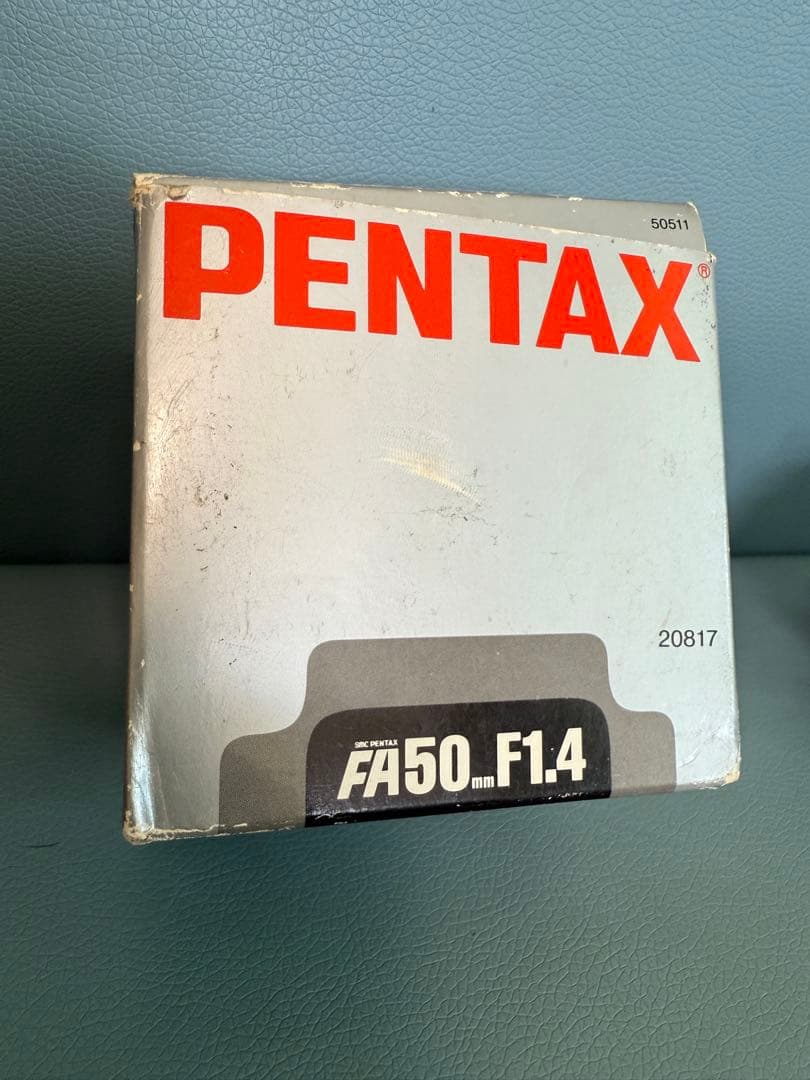 50511
PENTAX®
20817
SMC PENTAX
FA50mm F1.4